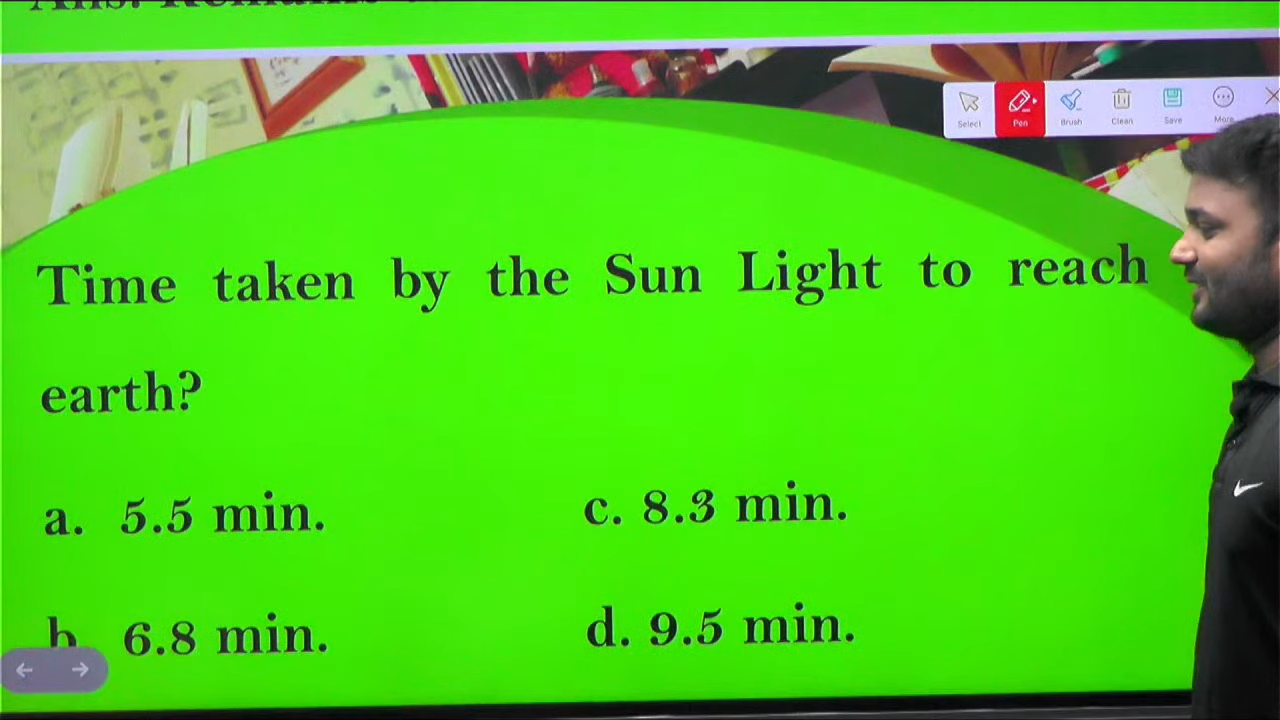 Time taken by the Sun Light to reach
earth?
a. 5.5 min.
c. 8.3 min.
b. 6.8 min.
d. 9.5 min.
Select
Pen
Brush
Clean
Save
More